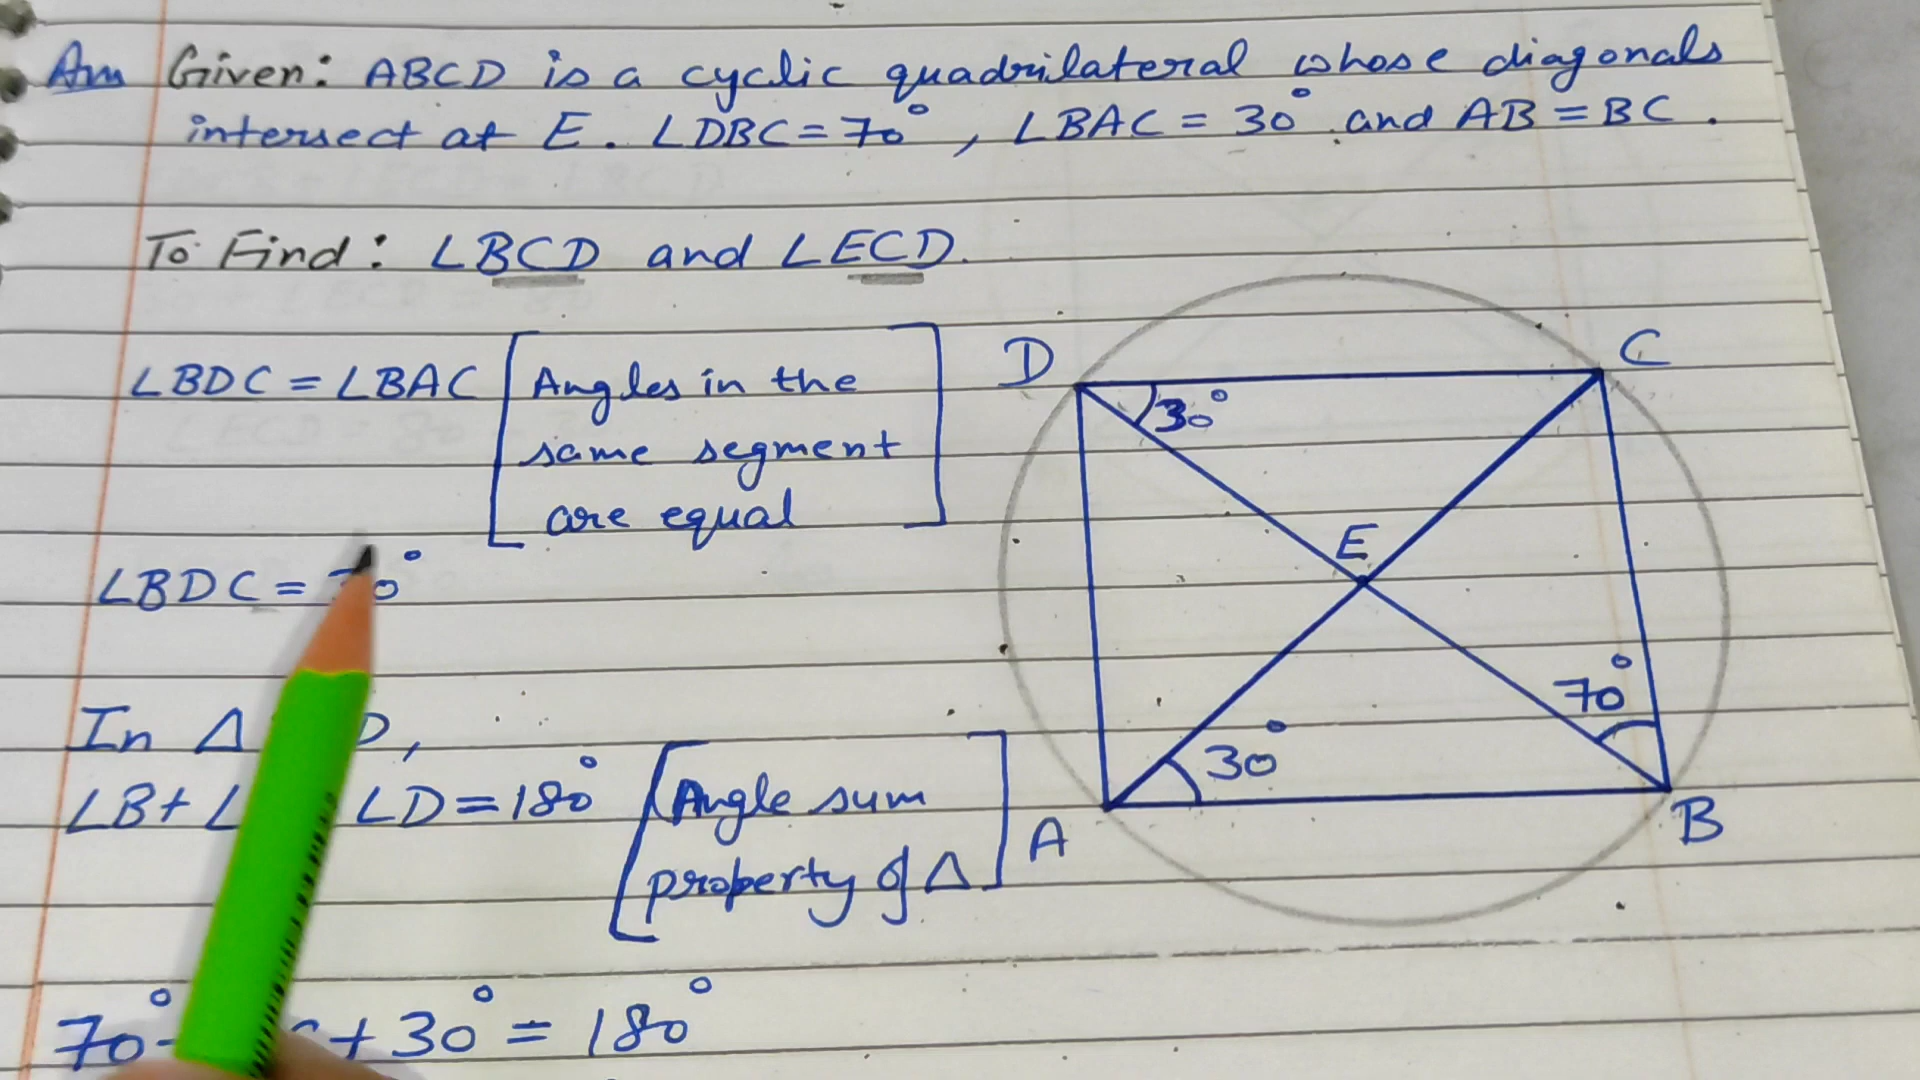 Ans Given: ABCD is a cyclic quadrilateral whose diagonals
intersect at E. ∠DBC = 70°, ∠BAC = 30° and AB = BC.
To Find: ∠BCD and ∠ECD.
∠BDC = ∠BAC [Angles in the
same segment
are equal]
∠BDC = °
In Δ D,
∠B + ∠ ∠D = 180° [Angle sum
property of Δ]
70° + 30° = 180°
D
C
30°
E
70°
30°
A
B